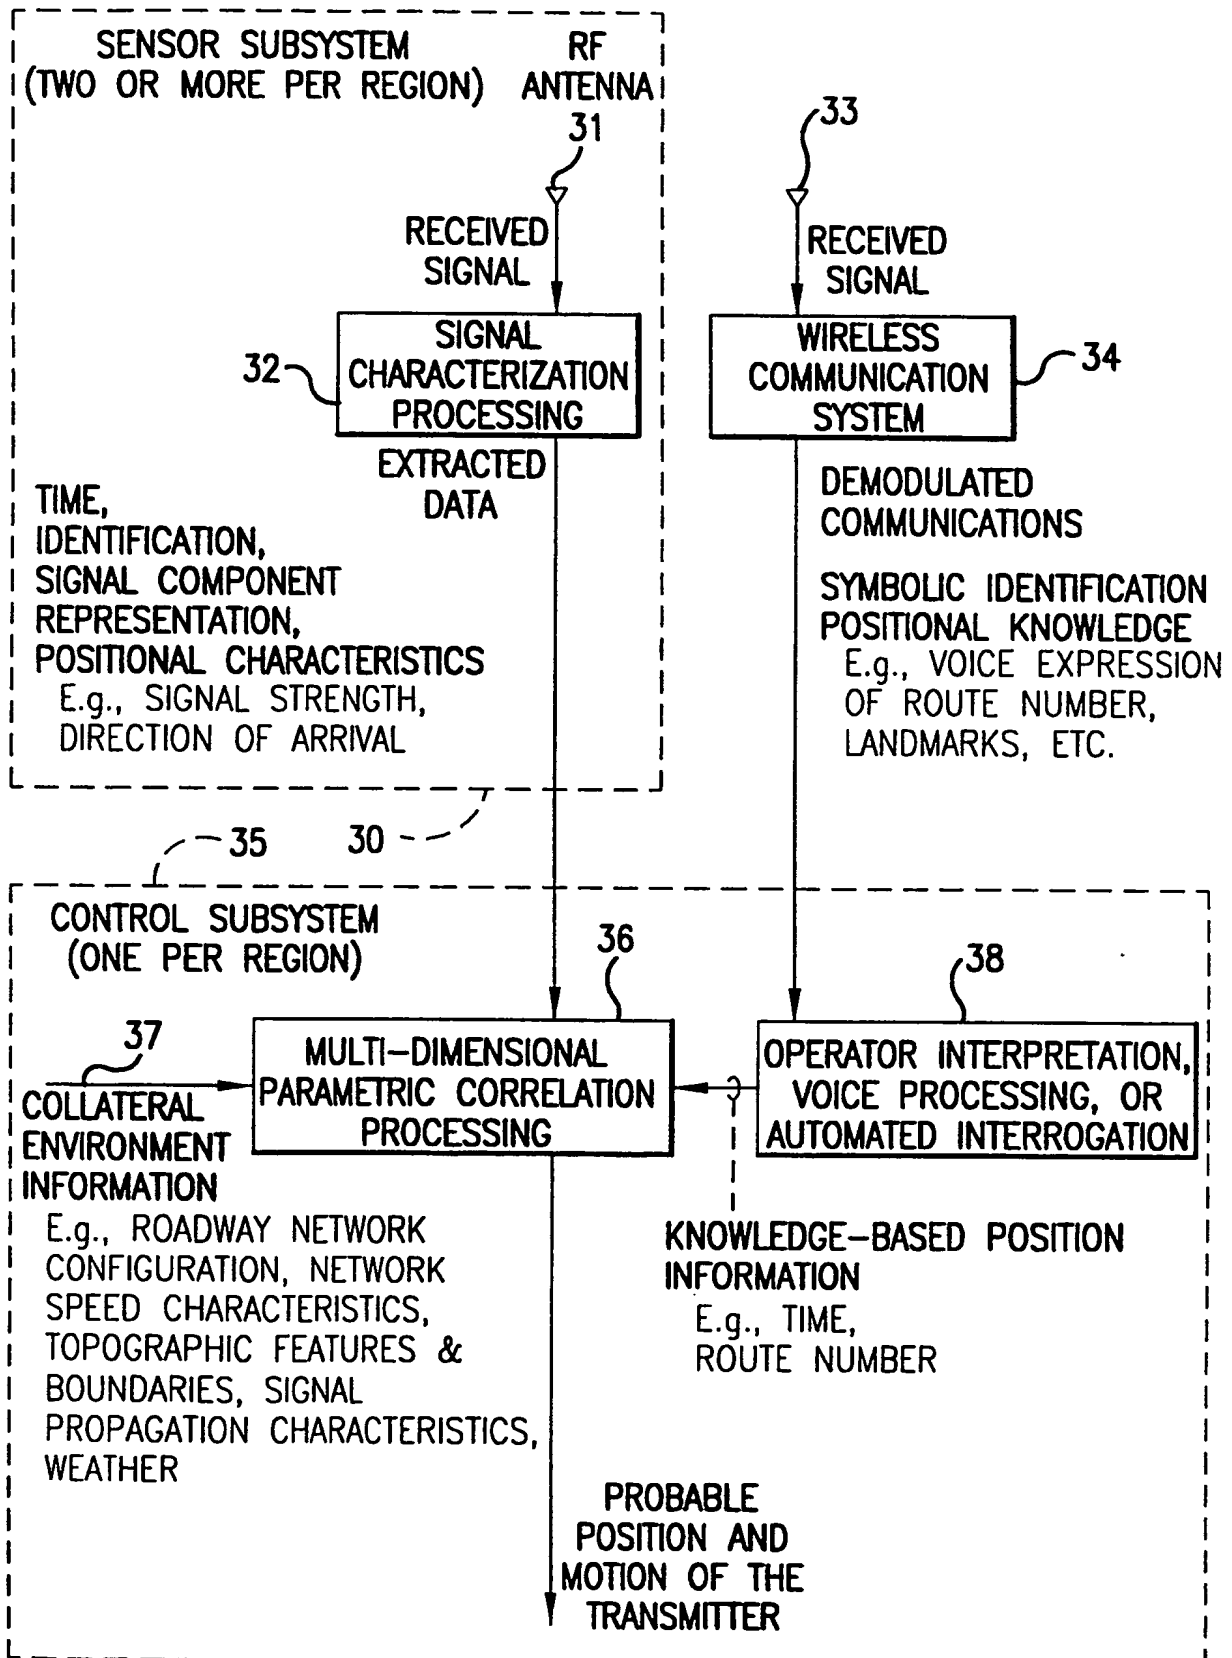 SENSOR SUBSYSTEM
(TWO OR MORE PER REGION)
RF
ANTENNA
31
33
RECEIVED
SIGNAL
RECEIVED
SIGNAL
32
SIGNAL
CHARACTERIZATION
PROCESSING
WIRELESS
COMMUNICATION
SYSTEM
34
EXTRACTED
DATA
TIME,
IDENTIFICATION,
SIGNAL COMPONENT
REPRESENTATION,
POSITIONAL CHARACTERISTICS
E.g., SIGNAL STRENGTH,
DIRECTION OF ARRIVAL
DEMODULATED
COMMUNICATIONS
SYMBOLIC IDENTIFICATION
POSITIONAL KNOWLEDGE
E.g., VOICE EXPRESSION
OF ROUTE NUMBER,
LANDMARKS, ETC.
35
30
CONTROL SUBSYSTEM
(ONE PER REGION)
36
38
37
COLLATERAL
ENVIRONMENT
INFORMATION
E.g., ROADWAY NETWORK
CONFIGURATION, NETWORK
SPEED CHARACTERISTICS,
TOPOGRAPHIC FEATURES &
BOUNDARIES, SIGNAL
PROPAGATION CHARACTERISTICS,
WEATHER
MULTI-DIMENSIONAL
PARAMETRIC CORRELATION
PROCESSING
OPERATOR INTERPRETATION,
VOICE PROCESSING, OR
AUTOMATED INTERROGATION
KNOWLEDGE-BASED POSITION
INFORMATION
E.g., TIME,
ROUTE NUMBER
PROBABLE
POSITION AND
MOTION OF THE
TRANSMITTER